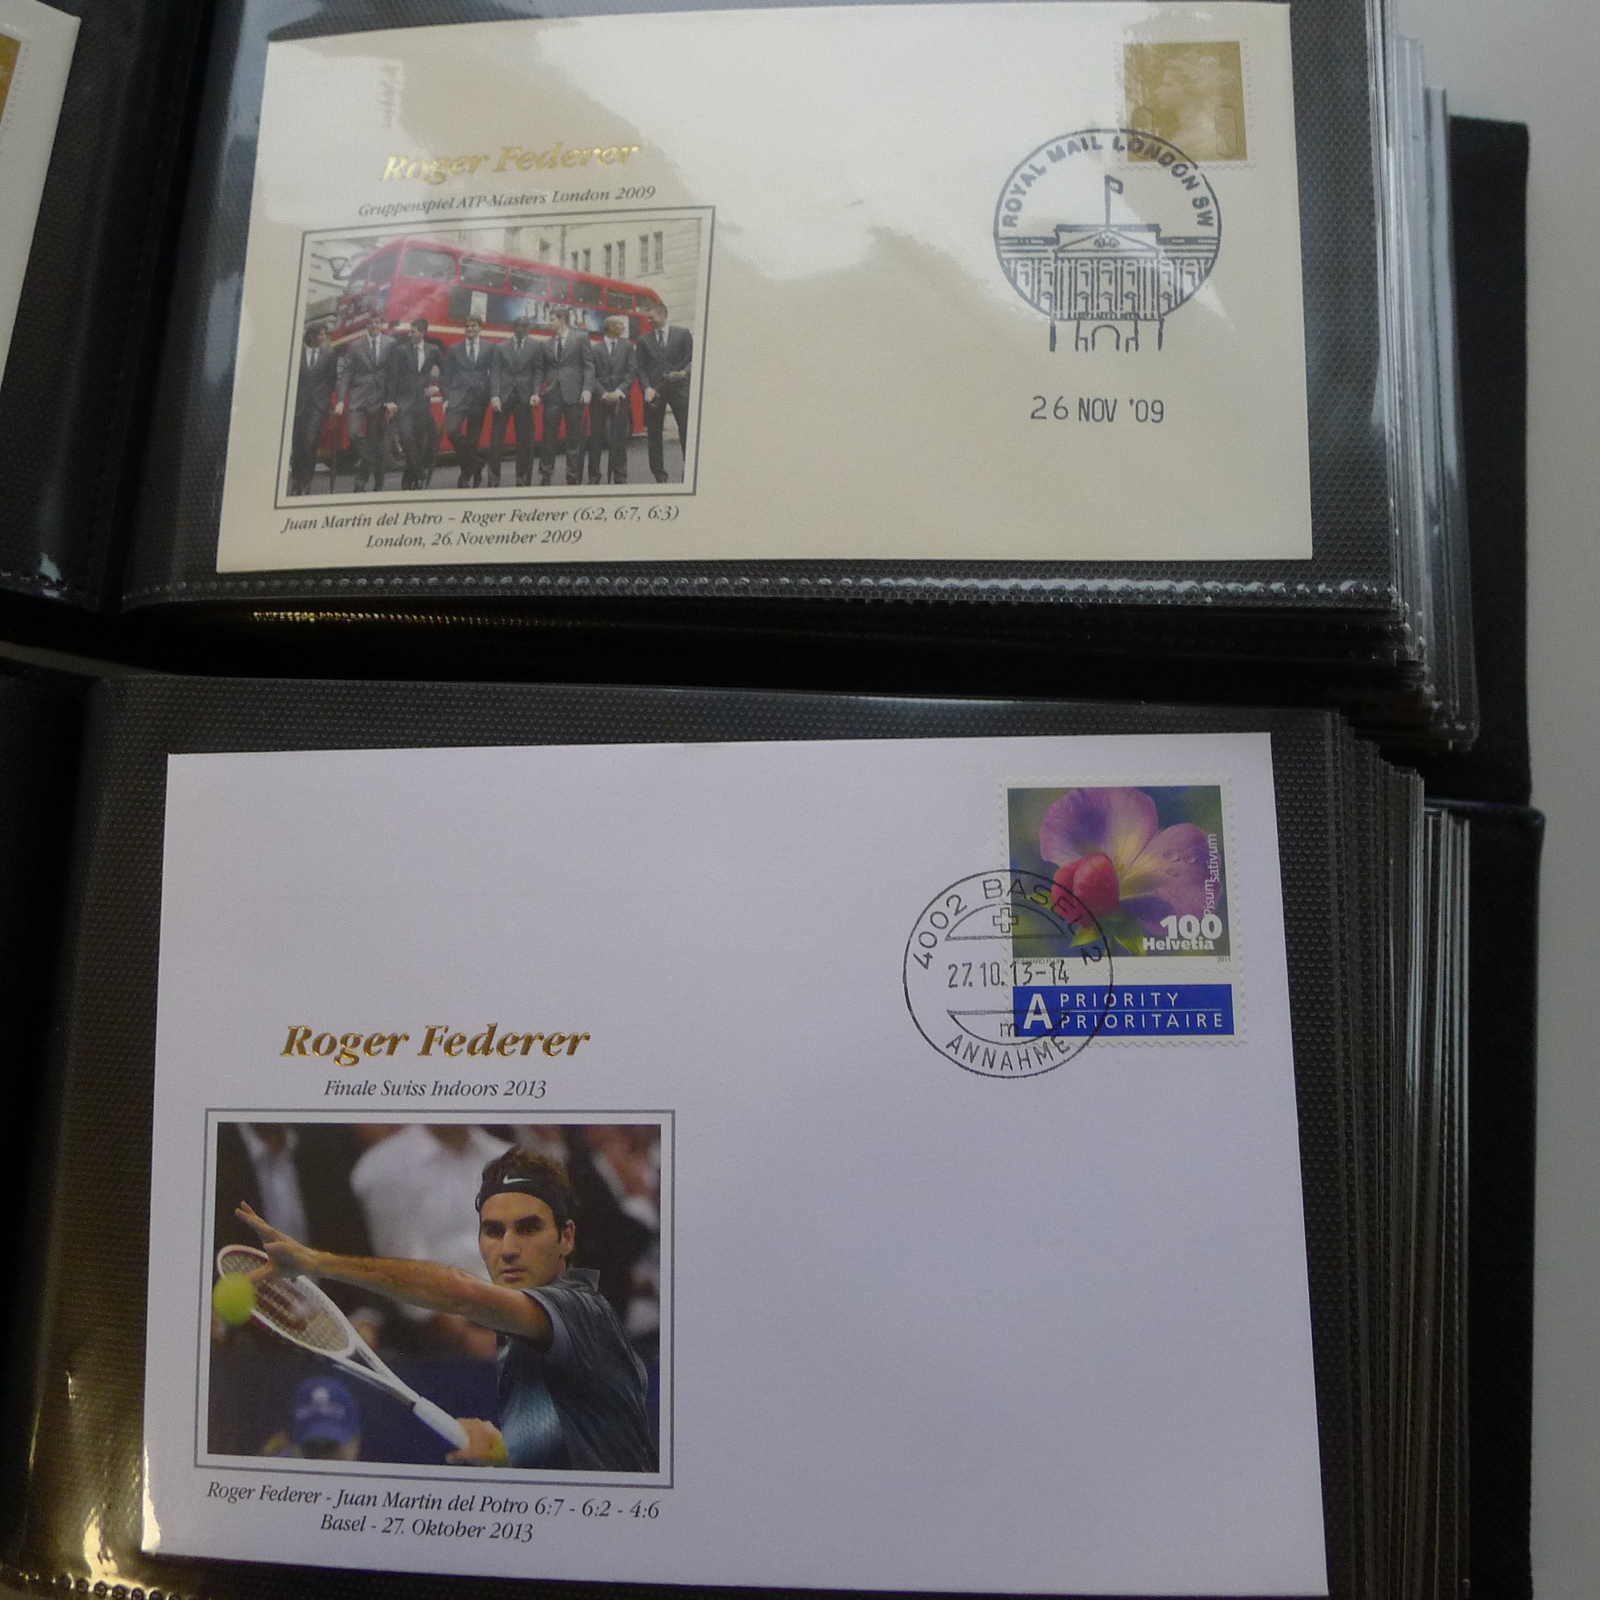 Roger Federer
Gruppenspiel ATP-Masters London 2009
Juan Martín del Potro – Roger Federer (6:2, 6:7, 6:3)
London, 26. November 2009
ROYAL MAIL LONDON SW
26 NOV '09
Pisum sativum
100
Helvetia
A PRIORITY
PRIORITAIRE
4002 BASEL 2
27.10.13-14
m
ANNAHME
Roger Federer
Finale Swiss Indoors 2013
Roger Federer - Juan Martin del Potro 6:7 - 6:2 - 4:6
Basel - 27. Oktober 2013